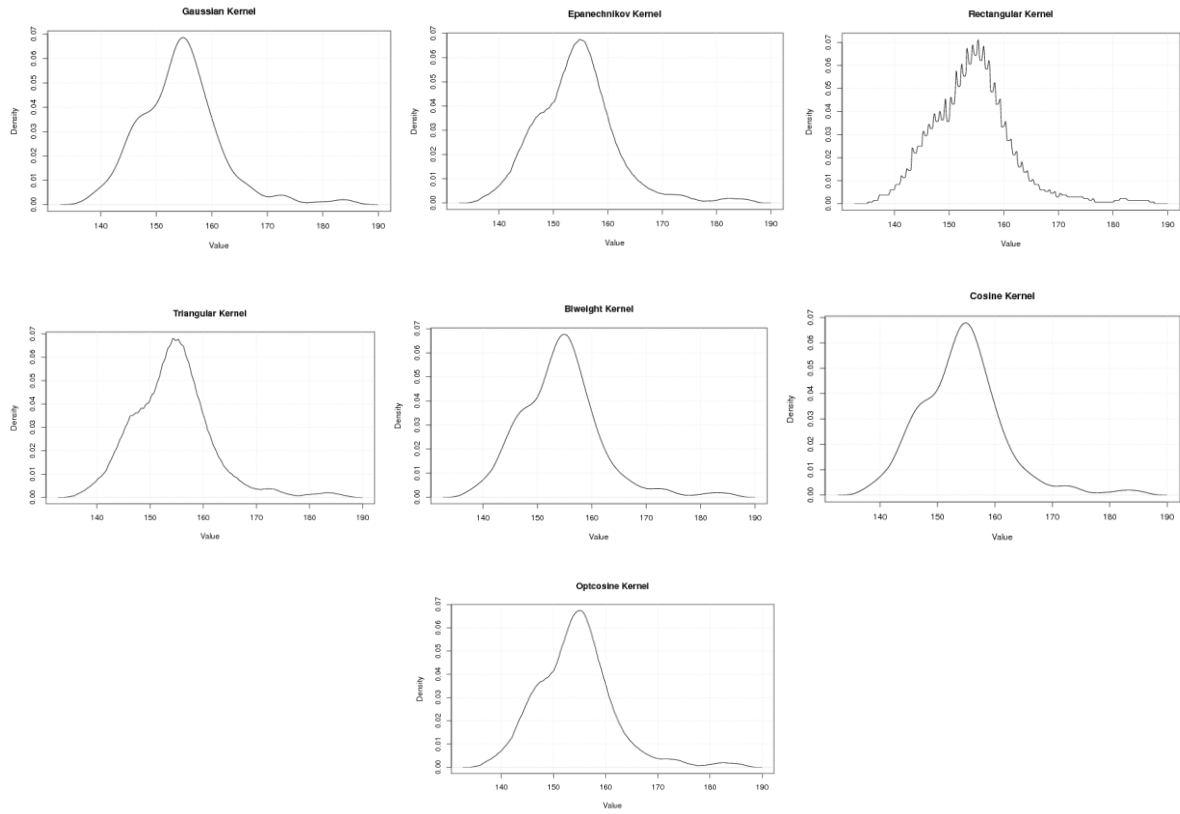 Gaussian Kernel
Density
0.00 0.01 0.02 0.03 0.04 0.05 0.06 0.07
140 150 160 170 180 190
Value
Epanechnikov Kernel
Density
0.00 0.01 0.02 0.03 0.04 0.05 0.06 0.07
140 150 160 170 180 190
Value
Rectangular Kernel
Density
0.00 0.01 0.02 0.03 0.04 0.05 0.06 0.07
140 150 160 170 180 190
Value
Triangular Kernel
Density
0.00 0.01 0.02 0.03 0.04 0.05 0.06 0.07
140 150 160 170 180 190
Value
Biweight Kernel
Density
0.00 0.01 0.02 0.03 0.04 0.05 0.06 0.07
140 150 160 170 180 190
Value
Cosine Kernel
Density
0.00 0.01 0.02 0.03 0.04 0.05 0.06 0.07
140 150 160 170 180 190
Value
Optcosine Kernel
Density
0.00 0.01 0.02 0.03 0.04 0.05 0.06 0.07
140 150 160 170 180 190
Value